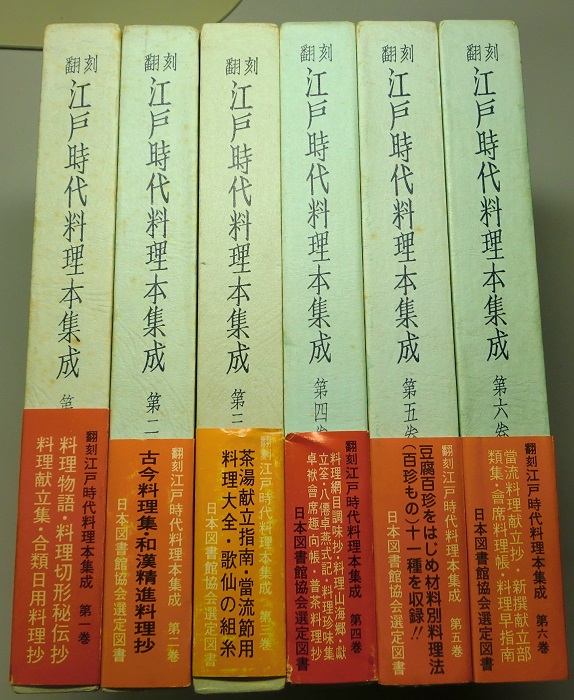 翻刻
江戸時代料理本集成
第
翻刻江戸時代料理本集成 第一巻
料理物語・料理切形秘伝抄
料理献立集・合類日用料理抄
翻刻
江戸時代料理本集成
第二
翻刻江戸時代料理本集成 第二巻
古今料理集・和漢精進料理抄
日本図書館協会選定図書
翻刻
江戸時代料理本集成
第三
翻刻江戸時代料理本集成 第三巻
茶湯献立指南・當流節用
料理大全・歌仙の組糸
日本図書館協会選定図書
翻刻
江戸時代料理本集成
第四巻
翻刻江戸時代料理本集成 第四巻
料理網目調味抄・料理山海郷・献
立筌・八僊卓燕式記・料理珍味集
卓袱會席趣向帳・普茶料理抄
日本図書館協会選定図書
翻刻
江戸時代料理本集成
第五巻
翻刻江戸時代料理本集成 第五巻
豆腐百珍をはじめ材料別料理法
(百珍もの)十一種を収録!!
日本図書館協会選定図書
翻刻
江戸時代料理本集成
第六巻
翻刻江戸時代料理本集成 第六巻
當流料理献立抄・新撰献立部
類集・會席料理帳・料理早指南
日本図書館協会選定図書